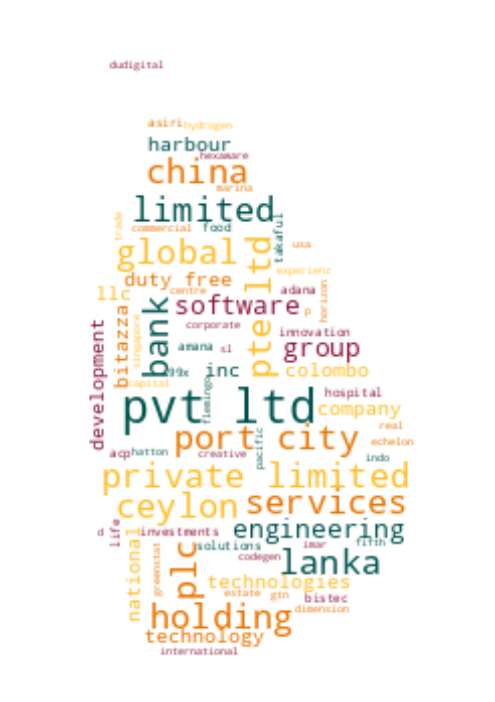 dudigital
asiri hydrogen
harbour
hexaware
china
marina
limited
trade
commercial food
takaful
global
usa
pte ltd
experienz
duty free
llc
centre
adana
horizon
software
p
bitazza
singapore
bank
corporate
innovation
development
amana sl
group
99x
inc
colombo
capital
flemingo
pvt ltd
hospital
company
real
port city
echelon
pacific
acp hatton
creative
indo
private limited
ceylon
services
life
d
investments
engineering
national
solutions
imar
fifth
plc
codegen
lanka
greenstat
technologies
estate
gtn
bistec
holding
dimension
technology
international